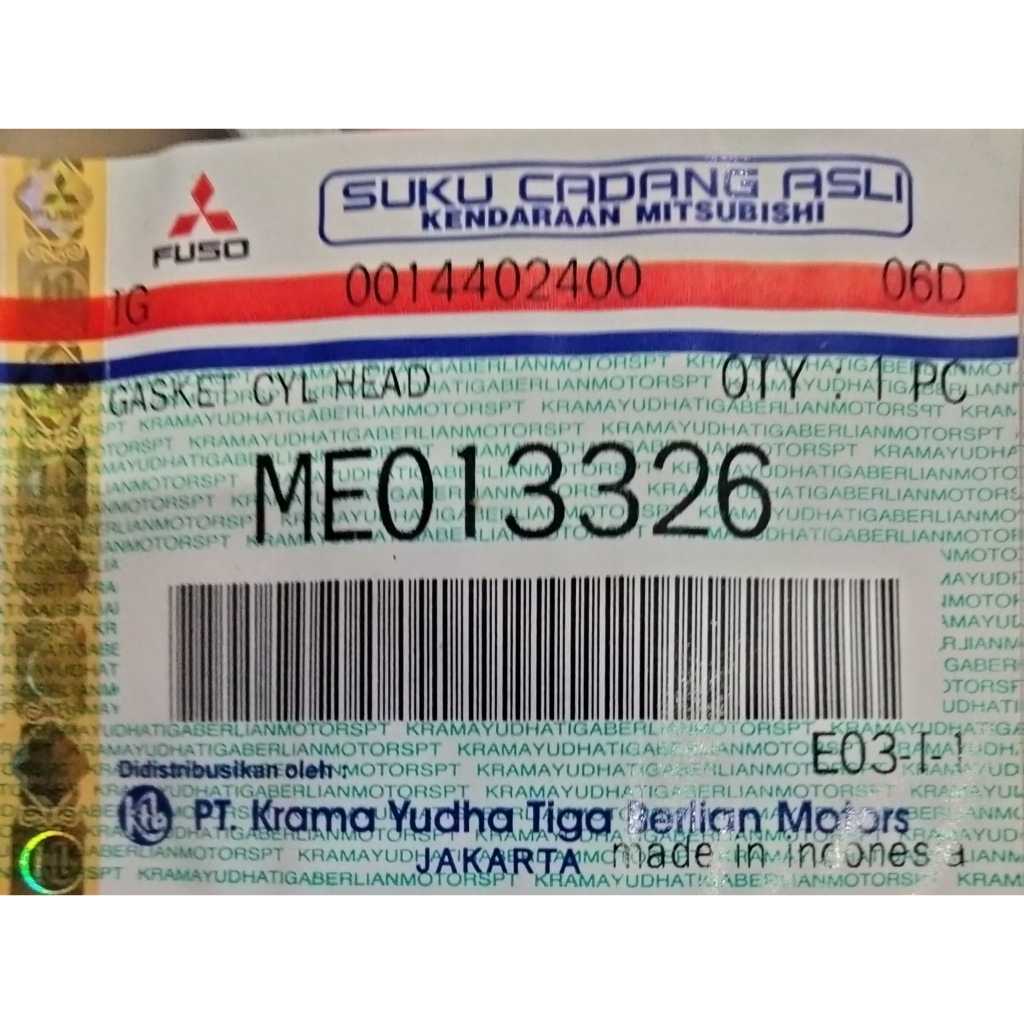 SUKU CADANG ASLI
KENDARAAN MITSUBISHI
FUSO
IG 0014402400 06D
GASKET CYL HEAD QTY : 1 PC
ME013326
E03-I-1
Didistribusikan oleh :
PT. Krama Yudha Tiga Berlian Motors
JAKARTA made in indonesia